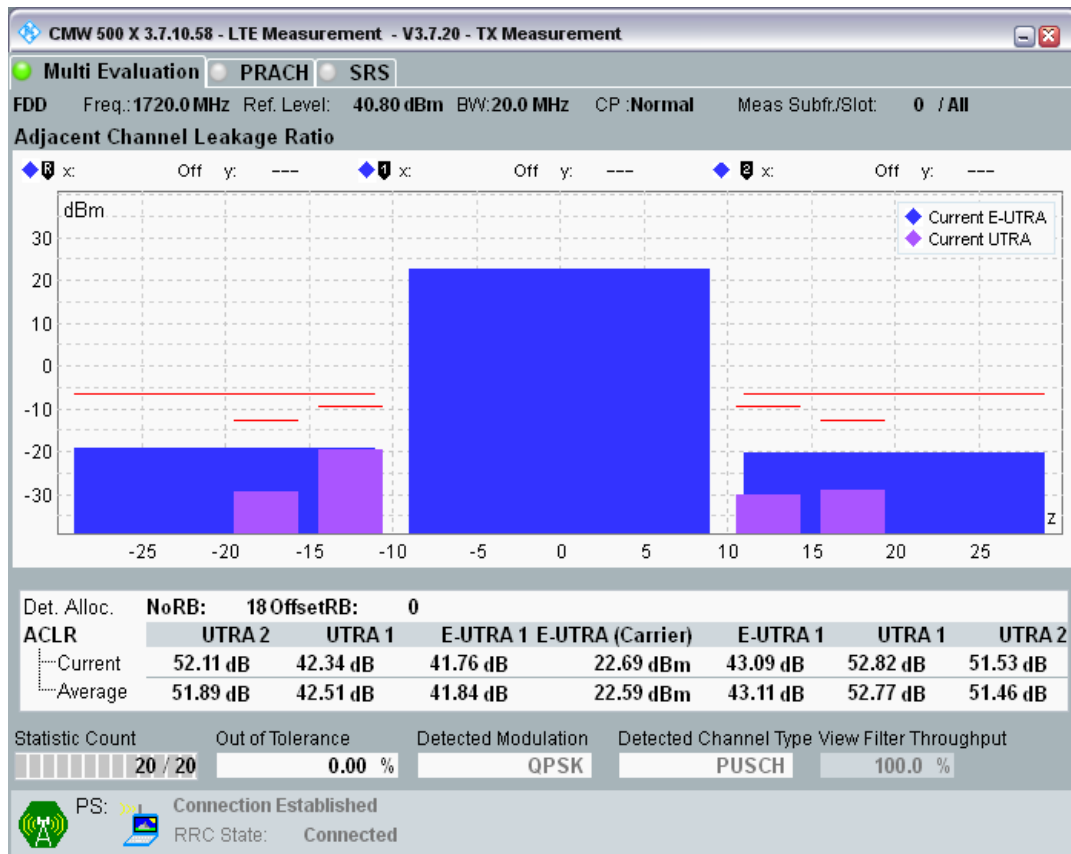 CMW 500 X 3.7.10.58 - LTE Measurement - V3.7.20 - TX Measurement
Multi Evaluation PRACH SRS
FDD Freq.:1720.0 MHz Ref. Level: 40.80 dBm BW:20.0 MHz CP :Normal Meas Subfr./Slot: 0 / All
Adjacent Channel Leakage Ratio
R x: Off y: --- 1 x: Off y: --- 2 x: Off y: ---
dBm
Current E-UTRA
Current UTRA
30
20
10
0
-10
-20
-30
z
-25 -20 -15 -10 -5 0 5 10 15 20 25
Det. Alloc. NoRB: 18 OffsetRB: 0
ACLR UTRA 2 UTRA 1 E-UTRA 1 E-UTRA (Carrier) E-UTRA 1 UTRA 1 UTRA 2
Current 52.11 dB 42.34 dB 41.76 dB 22.69 dBm 43.09 dB 52.82 dB 51.53 dB
Average 51.89 dB 42.51 dB 41.84 dB 22.59 dBm 43.11 dB 52.77 dB 51.46 dB
Statistic Count Out of Tolerance Detected Modulation Detected Channel Type View Filter Throughput
20 / 20 0.00 % QPSK PUSCH 100.0 %
PS: Connection Established
RRC State: Connected